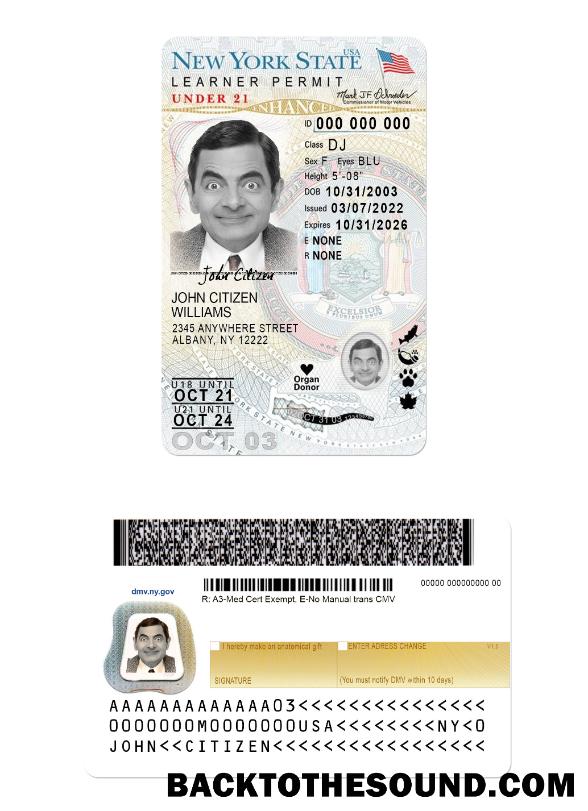 NEW YORK STATE USA
LEARNER PERMIT
UNDER 21
Mark J.F. Schroeder
Commissioner of Motor Vehicles
ENHANCED
ID 000 000 000
Class DJ
Sex F Eyes BLU
Height 5'-08"
DOB 10/31/2003
Issued 03/07/2022
Expires 10/31/2026
E NONE
R NONE
EXCELSIOR
John Citizen
JOHN CITIZEN
WILLIAMS
2345 ANYWHERE STREET
ALBANY, NY 12222
Organ
Donor
U18 UNTIL
OCT 21
U21 UNTIL
OCT 24
OCT 03
OCT 31 03
dmv.ny.gov
00000 000000000 00
R: A3-Med Cert Exempt, E-No Manual trans CMV
I hereby make an anatomical gift
ENTER ADRESS CHANGE
V1.0
SIGNATURE
(You must notify DMV within 10 days)
AAAAAAAAAAAAAO3<<<<<<<<<<<<<<<
OOOOOOOMOOOOOOOUSA<<<<<<<<NY<O
JOHN<<CITIZEN<<<<<<<<<<<<<<<<<
BACKTOTHESOUND.COM